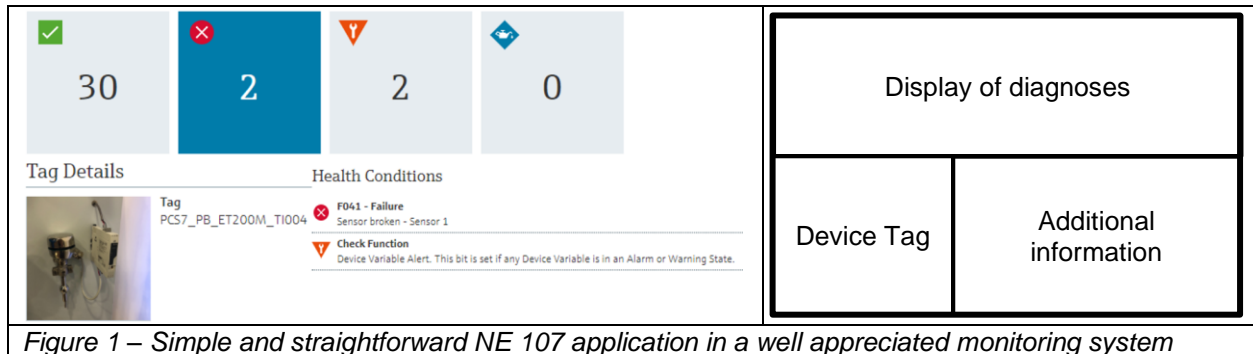 30
2
2
0
Tag Details
Tag
PCS7_PB_ET200M_TI004
Health Conditions
F041 - Failure
Sensor broken - Sensor 1
Check Function
Device Variable Alert. This bit is set if any Device Variable is in an Alarm or Warning State.
Display of diagnoses
Device Tag
Additional
information
Figure 1 – Simple and straightforward NE 107 application in a well appreciated monitoring system